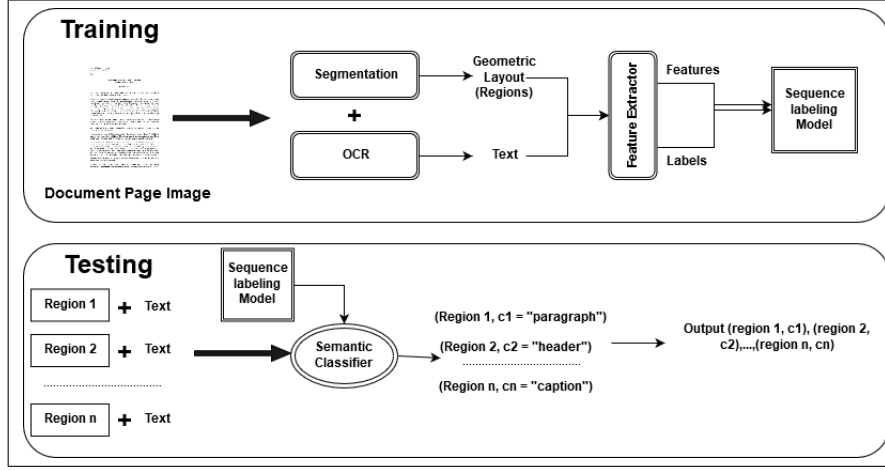 Training
Document Page Image
Segmentation
+
OCR
Geometric
Layout
(Regions)
Text
Feature Extractor
Features
Labels
Sequence
labeling
Model
Testing
Region 1 + Text
Region 2 + Text
Region n + Text
Sequence
labeling
Model
Semantic
Classifier
(Region 1, c1 = "paragraph")
(Region 2, c2 = "header")
(Region n, cn = "caption")
Output (region 1, c1), (region 2,
c2),...,(region n, cn)